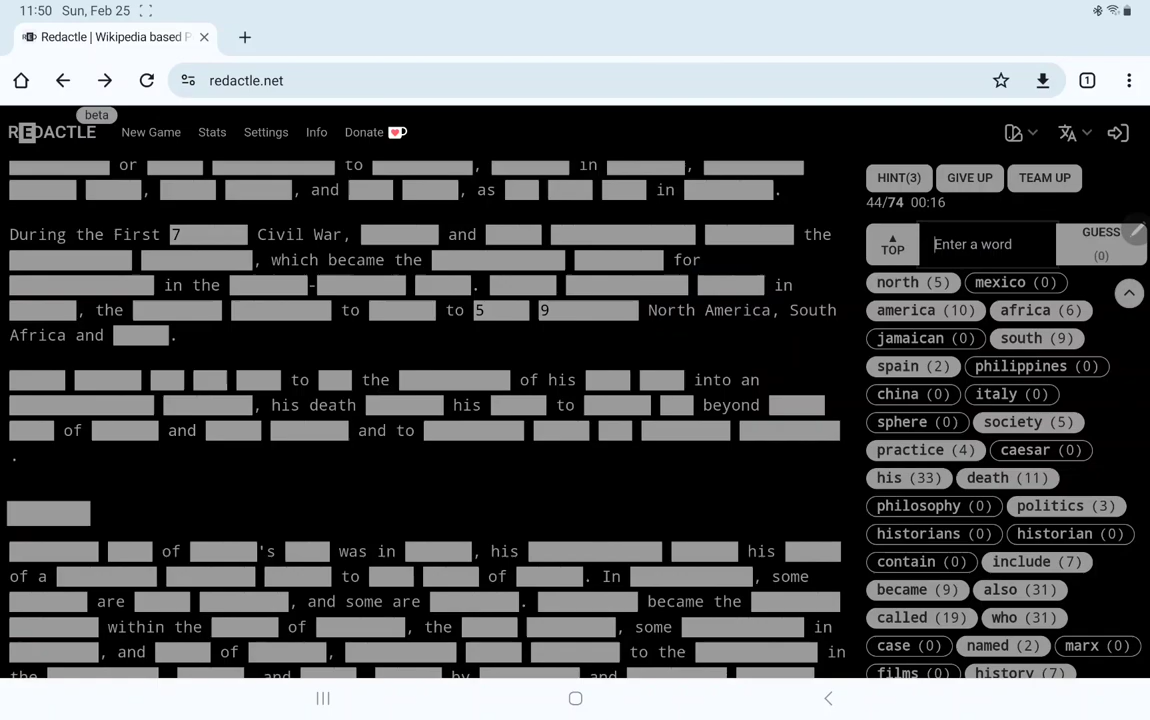 11:50 Sun, Feb 25
Redactle | Wikipedia based P
redactle.net
1
beta
REDACTLE New Game Stats Settings Info Donate
or to , in ,
, , and , as in .
During the First 7 Civil War, and the
, which became the for
in the - . in
, the to to 5 9 North America, South
Africa and .
to the of his into an
, his death his to beyond
of and and to
.
of 's was in , his his
of a to of . In , some
are , and some are . became the
within the of , the , some in
, and of , to the in
the , and , by and
HINT(3) GIVE UP TEAM UP
44/74 00:16
▲
TOP
Enter a word
GUESS
(0)
north (5) mexico (0)
america (10) africa (6)
jamaican (0) south (9)
spain (2) philippines (0)
china (0) italy (0)
sphere (0) society (5)
practice (4) caesar (0)
his (33) death (11)
philosophy (0) politics (3)
historians (0) historian (0)
contain (0) include (7)
became (9) also (31)
called (19) who (31)
case (0) named (2) marx (0)
films (0) history (7)